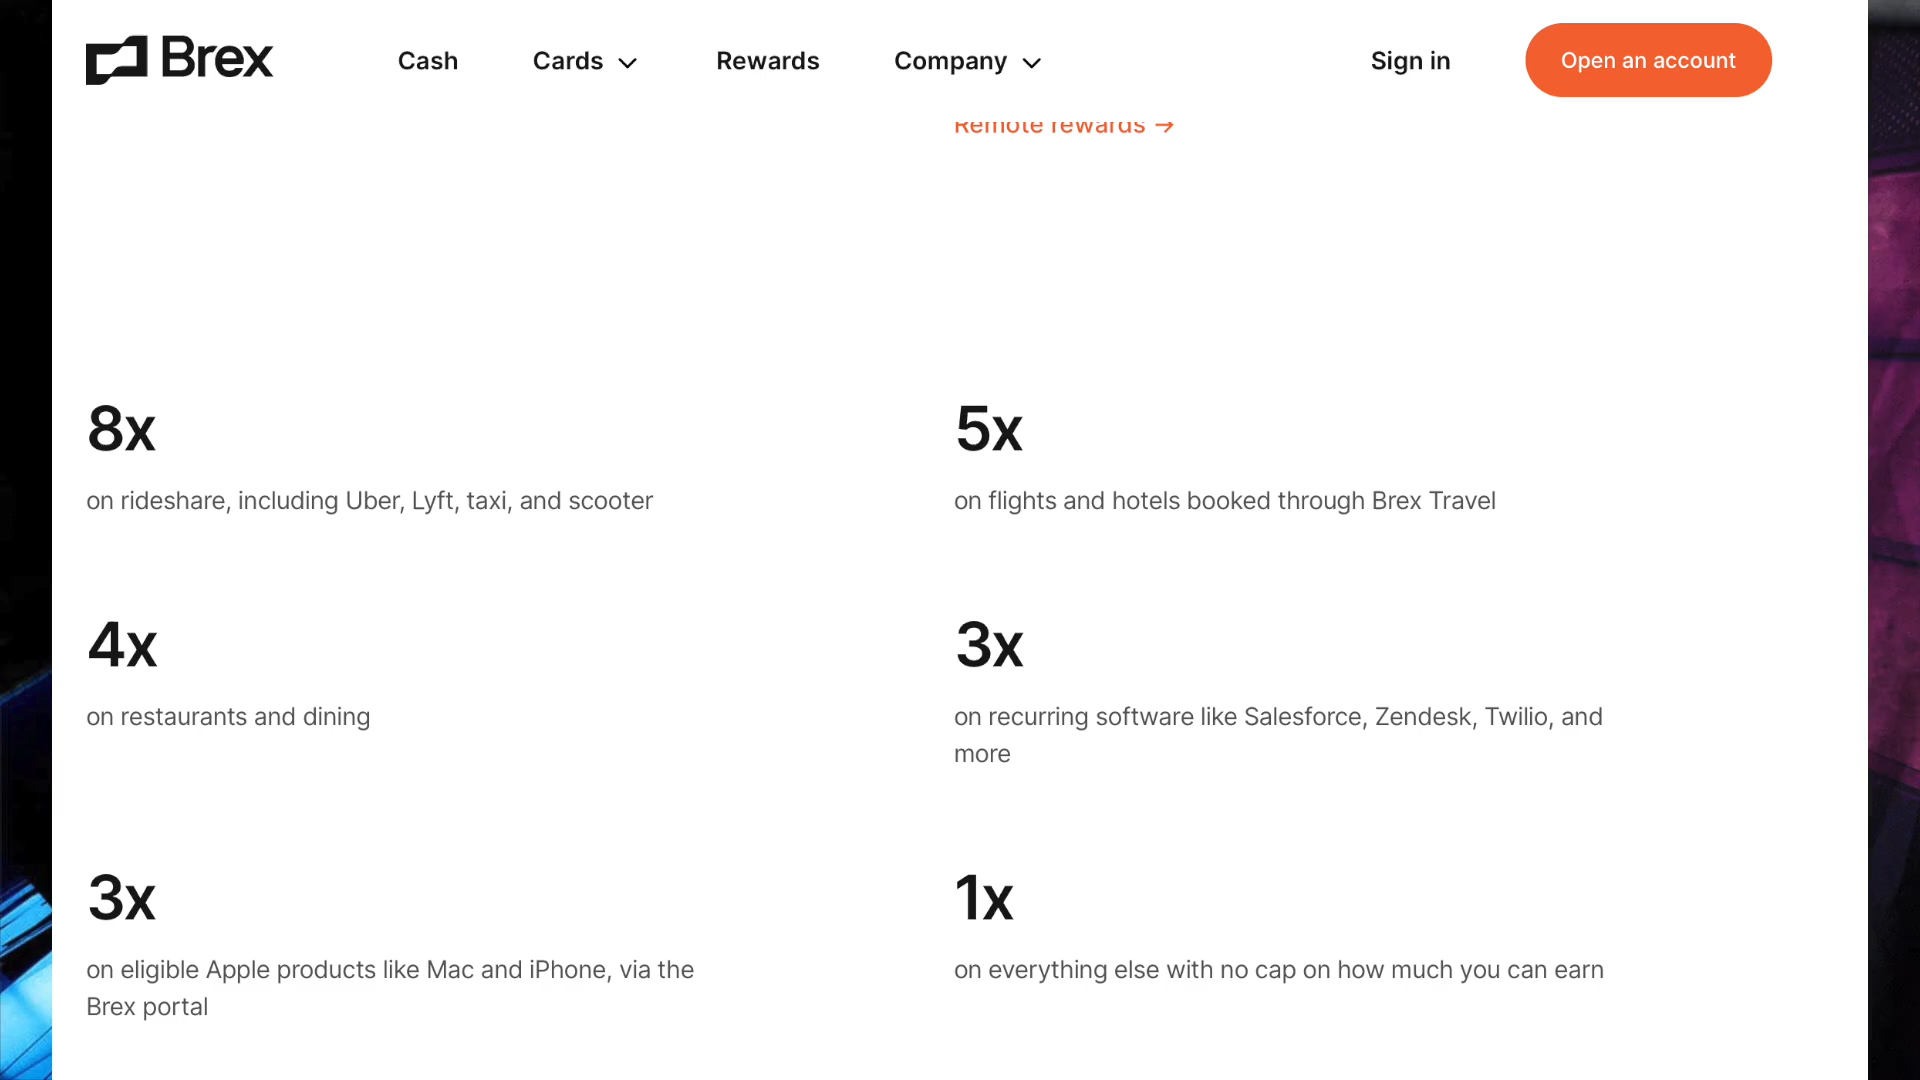 Brex
Cash
Cards
Rewards
Company
Sign in
Open an account
Remote rewards →
8x
on rideshare, including Uber, Lyft, taxi, and scooter
5x
on flights and hotels booked through Brex Travel
4x
on restaurants and dining
3x
on recurring software like Salesforce, Zendesk, Twilio, and
more
3x
on eligible Apple products like Mac and iPhone, via the
Brex portal
1x
on everything else with no cap on how much you can earn